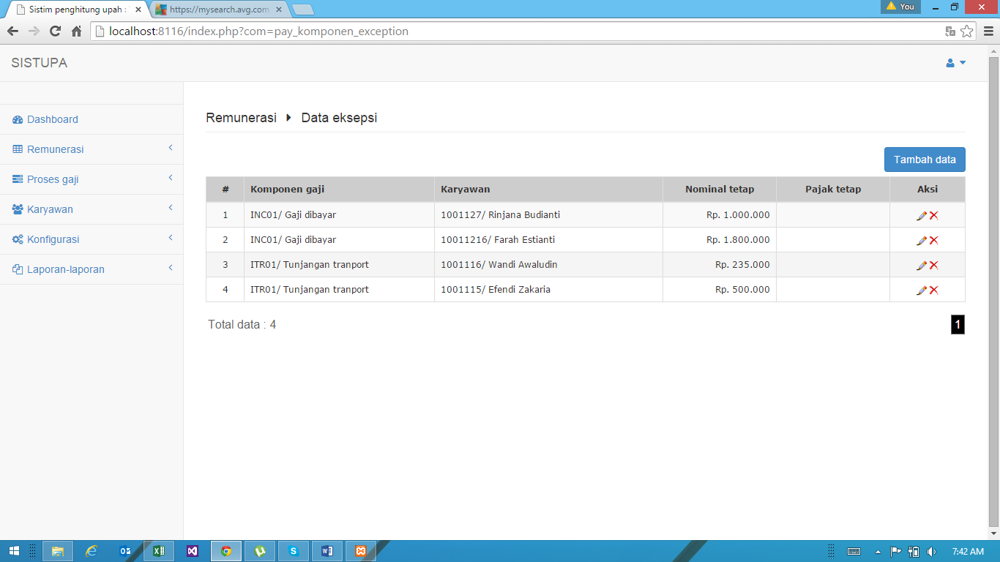 Sistim penghitung upah :
https://mysearch.avg.com
You
localhost:8116/index.php?com=pay_komponen_exception
SISTUPA
Dashboard
Remunerasi
Proses gaji
Karyawan
Konfigurasi
Laporan-laporan
Remunerasi Data eksepsi
Tambah data
# Komponen gaji Karyawan Nominal tetap Pajak tetap Aksi
1 INC01/ Gaji dibayar 1001127/ Rinjana Budianti Rp. 1.000.000
2 INC01/ Gaji dibayar 10011216/ Farah Estianti Rp. 1.800.000
3 ITR01/ Tunjangan tranport 1001116/ Wandi Awaludin Rp. 235.000
4 ITR01/ Tunjangan tranport 1001115/ Efendi Zakaria Rp. 500.000
Total data : 4
1
7:42 AM